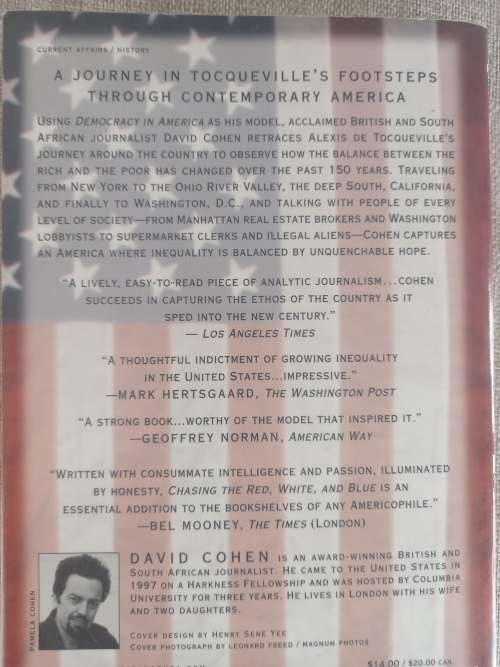 CURRENT AFFAIRS / HISTORY
A JOURNEY IN TOCQUEVILLE'S FOOTSTEPS
THROUGH CONTEMPORARY AMERICA
USING DEMOCRACY IN AMERICA AS HIS MODEL, ACCLAIMED BRITISH AND SOUTH
AFRICAN JOURNALIST DAVID COHEN RETRACES ALEXIS DE TOCQUEVILLE'S
JOURNEY AROUND THE COUNTRY TO OBSERVE HOW THE BALANCE BETWEEN THE
RICH AND THE POOR HAS CHANGED OVER THE PAST 150 YEARS. TRAVELING
FROM NEW YORK TO THE OHIO RIVER VALLEY, THE DEEP SOUTH, CALIFORNIA,
AND FINALLY TO WASHINGTON, D.C., AND TALKING WITH PEOPLE OF EVERY
LEVEL OF SOCIETY—FROM MANHATTAN REAL ESTATE BROKERS AND WASHINGTON
LOBBYISTS TO SUPERMARKET CLERKS AND ILLEGAL ALIENS—COHEN CAPTURES
AN AMERICA WHERE INEQUALITY IS BALANCED BY UNQUENCHABLE HOPE.
"A LIVELY, EASY-TO-READ PIECE OF ANALYTIC JOURNALISM...COHEN
SUCCEEDS IN CAPTURING THE ETHOS OF THE COUNTRY AS IT
SPED INTO THE NEW CENTURY."
— LOS ANGELES TIMES
"A THOUGHTFUL INDICTMENT OF GROWING INEQUALITY
IN THE UNITED STATES...IMPRESSIVE."
—MARK HERTSGAARD, THE WASHINGTON POST
"A STRONG BOOK...WORTHY OF THE MODEL THAT INSPIRED IT."
—GEOFFREY NORMAN, AMERICAN WAY
"WRITTEN WITH CONSUMMATE INTELLIGENCE AND PASSION, ILLUMINATED
BY HONESTY, CHASING THE RED, WHITE, AND BLUE IS AN
ESSENTIAL ADDITION TO THE BOOKSHELVES OF ANY AMERICOPHILE."
—BEL MOONEY, THE TIMES (LONDON)
PAMELA COHEN
DAVID COHEN IS AN AWARD-WINNING BRITISH AND
SOUTH AFRICAN JOURNALIST. HE CAME TO THE UNITED STATES IN
1997 ON A HARKNESS FELLOWSHIP AND WAS HOSTED BY COLUMBIA
UNIVERSITY FOR THREE YEARS. HE LIVES IN LONDON WITH HIS WIFE
AND TWO DAUGHTERS.
COVER DESIGN BY HENRY SENE YEE
COVER PHOTOGRAPH BY LEONARD FREED / MAGNUM PHOTOS
$14.00 / $20.00 CAN.